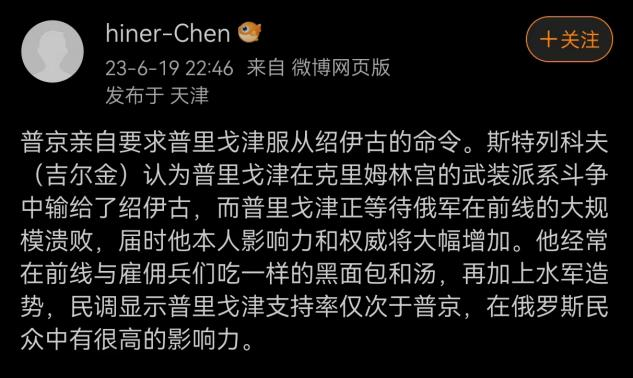 hiner-Chen
23-6-19 22:46 来自 微博网页版
发布于 天津
+关注
普京亲自要求普里戈津服从绍伊古的命令。斯特列科夫
（吉尔金）认为普里戈津在克里姆林宫的武装派系斗争
中输给了绍伊古，而普里戈津正等待俄军在前线的大规
模溃败，届时他本人影响力和权威将大幅增加。他经常
在前线与雇佣兵们吃一样的黑面包和汤，再加上水军造
势，民调显示普里戈津支持率仅次于普京，在俄罗斯民
众中有很高的影响力。